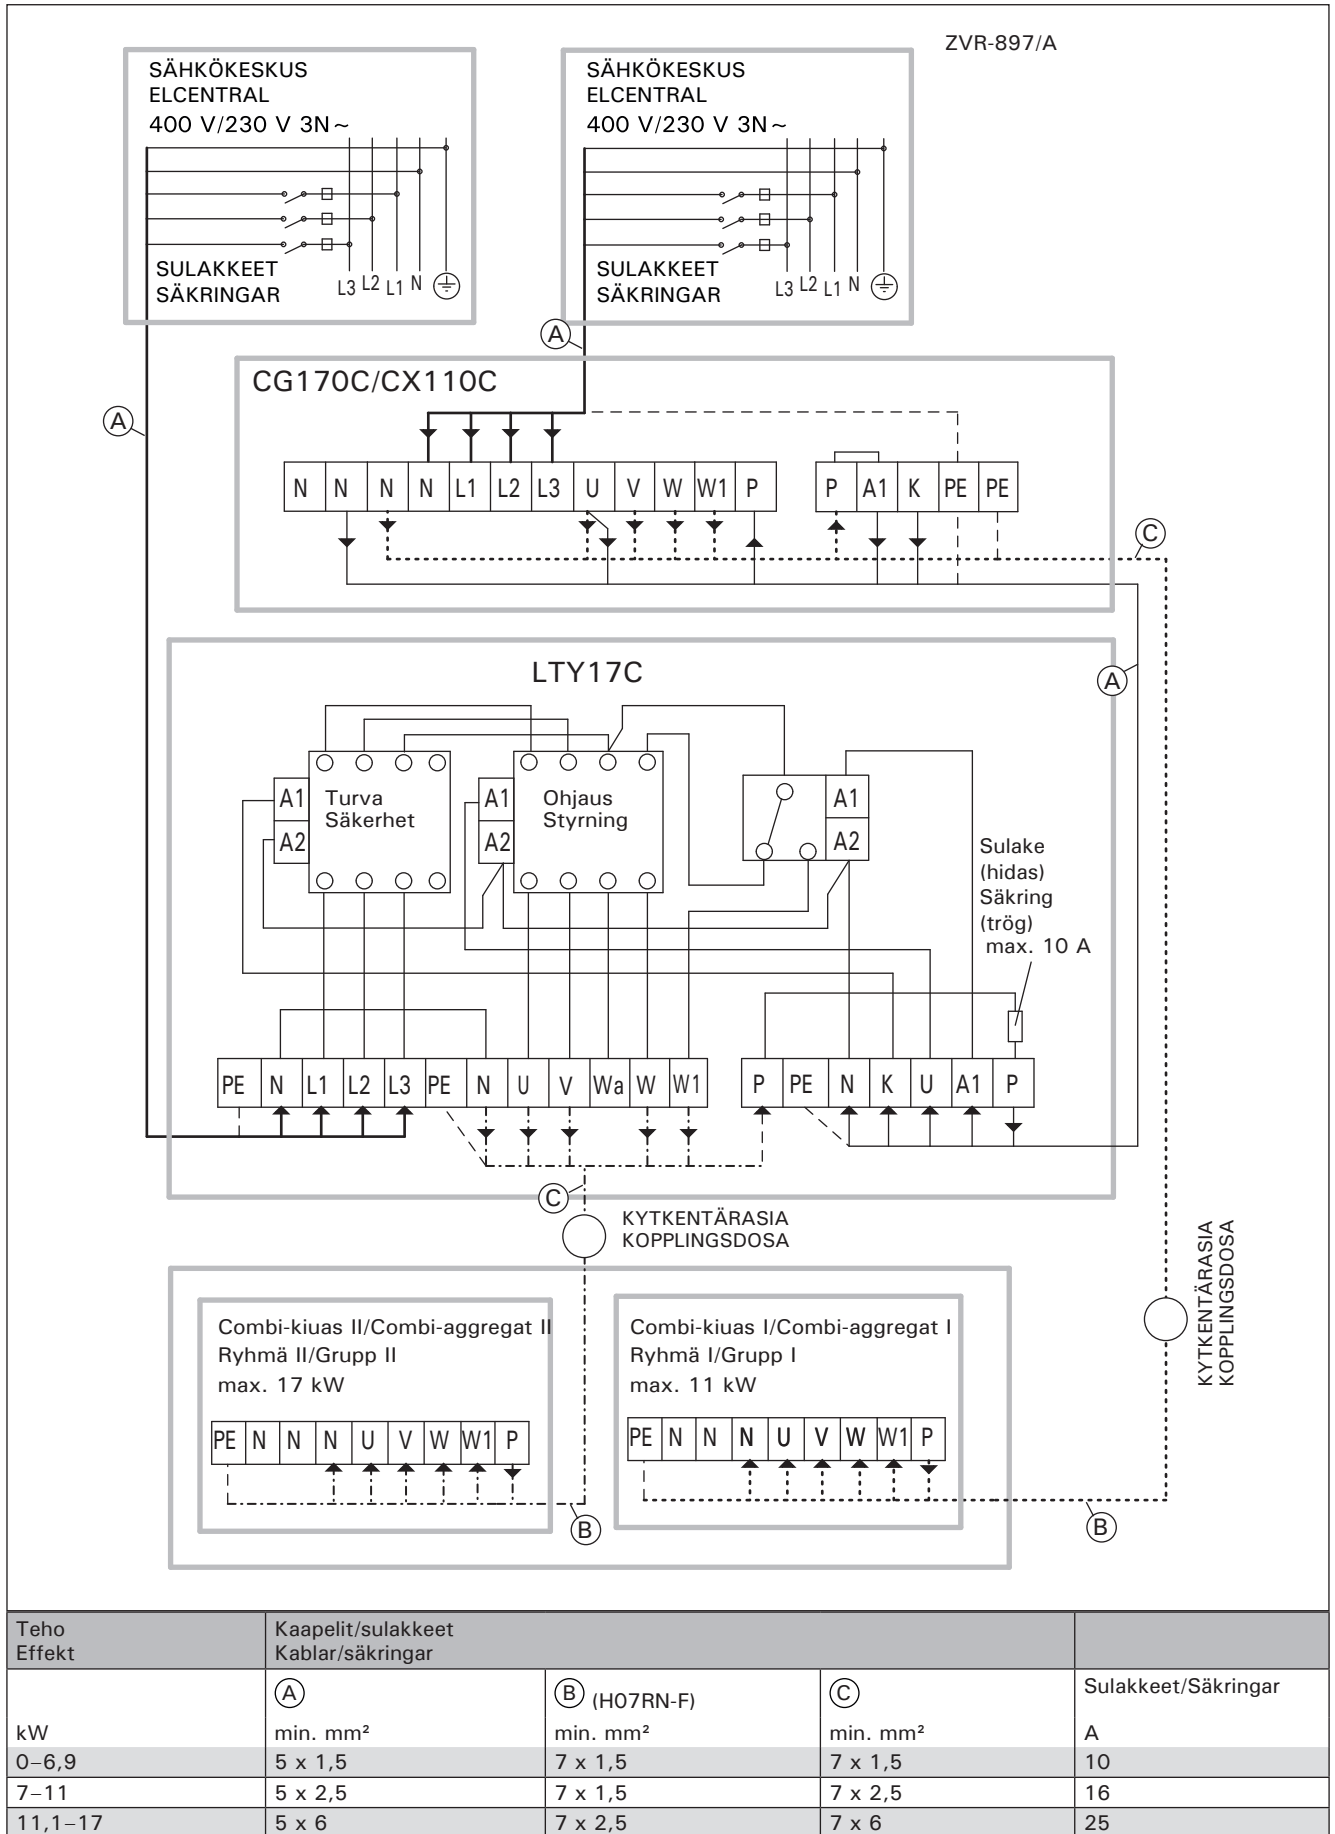 ZVR-897/A
SÄHKÖKESKUS
ELCENTRAL
400 V/230 V 3N~
SULAKKEET
SÄKRINGAR
L3 L2 L1 N
SÄHKÖKESKUS
ELCENTRAL
400 V/230 V 3N~
SULAKKEET
SÄKRINGAR
L3 L2 L1 N
A
A
CG170C/CX110C
N N N N L1 L2 L3 U V W W1 P
P A1 K PE PE
C
LTY17C
A
A1
A2
Turva
Säkerhet
A1
A2
Ohjaus
Styrning
A1
A2
Sulake
(hidas)
Säkring
(trög)
max. 10 A
PE N L1 L2 L3 PE N U V Wa W W1
P PE N K U A1 P
C
KYTKENTÄRASIA
KOPPLINGSDOSA
KYTKENTÄRASIA
KOPPLINGSDOSA
Combi-kiuas II/Combi-aggregat II
Ryhmä II/Grupp II
max. 17 kW
PE N N N U V W W1 P
B
Combi-kiuas I/Combi-aggregat I
Ryhmä I/Grupp I
max. 11 kW
PE N N N U V W W1 P
B
Teho
Effekt
Kaapelit/sulakkeet
Kablar/säkringar
A B (H07RN-F) C Sulakkeet/Säkringar
kW min. mm² min. mm² min. mm² A
0–6,9 5 x 1,5 7 x 1,5 7 x 1,5 10
7–11 5 x 2,5 7 x 1,5 7 x 2,5 16
11,1–17 5 x 6 7 x 2,5 7 x 6 25